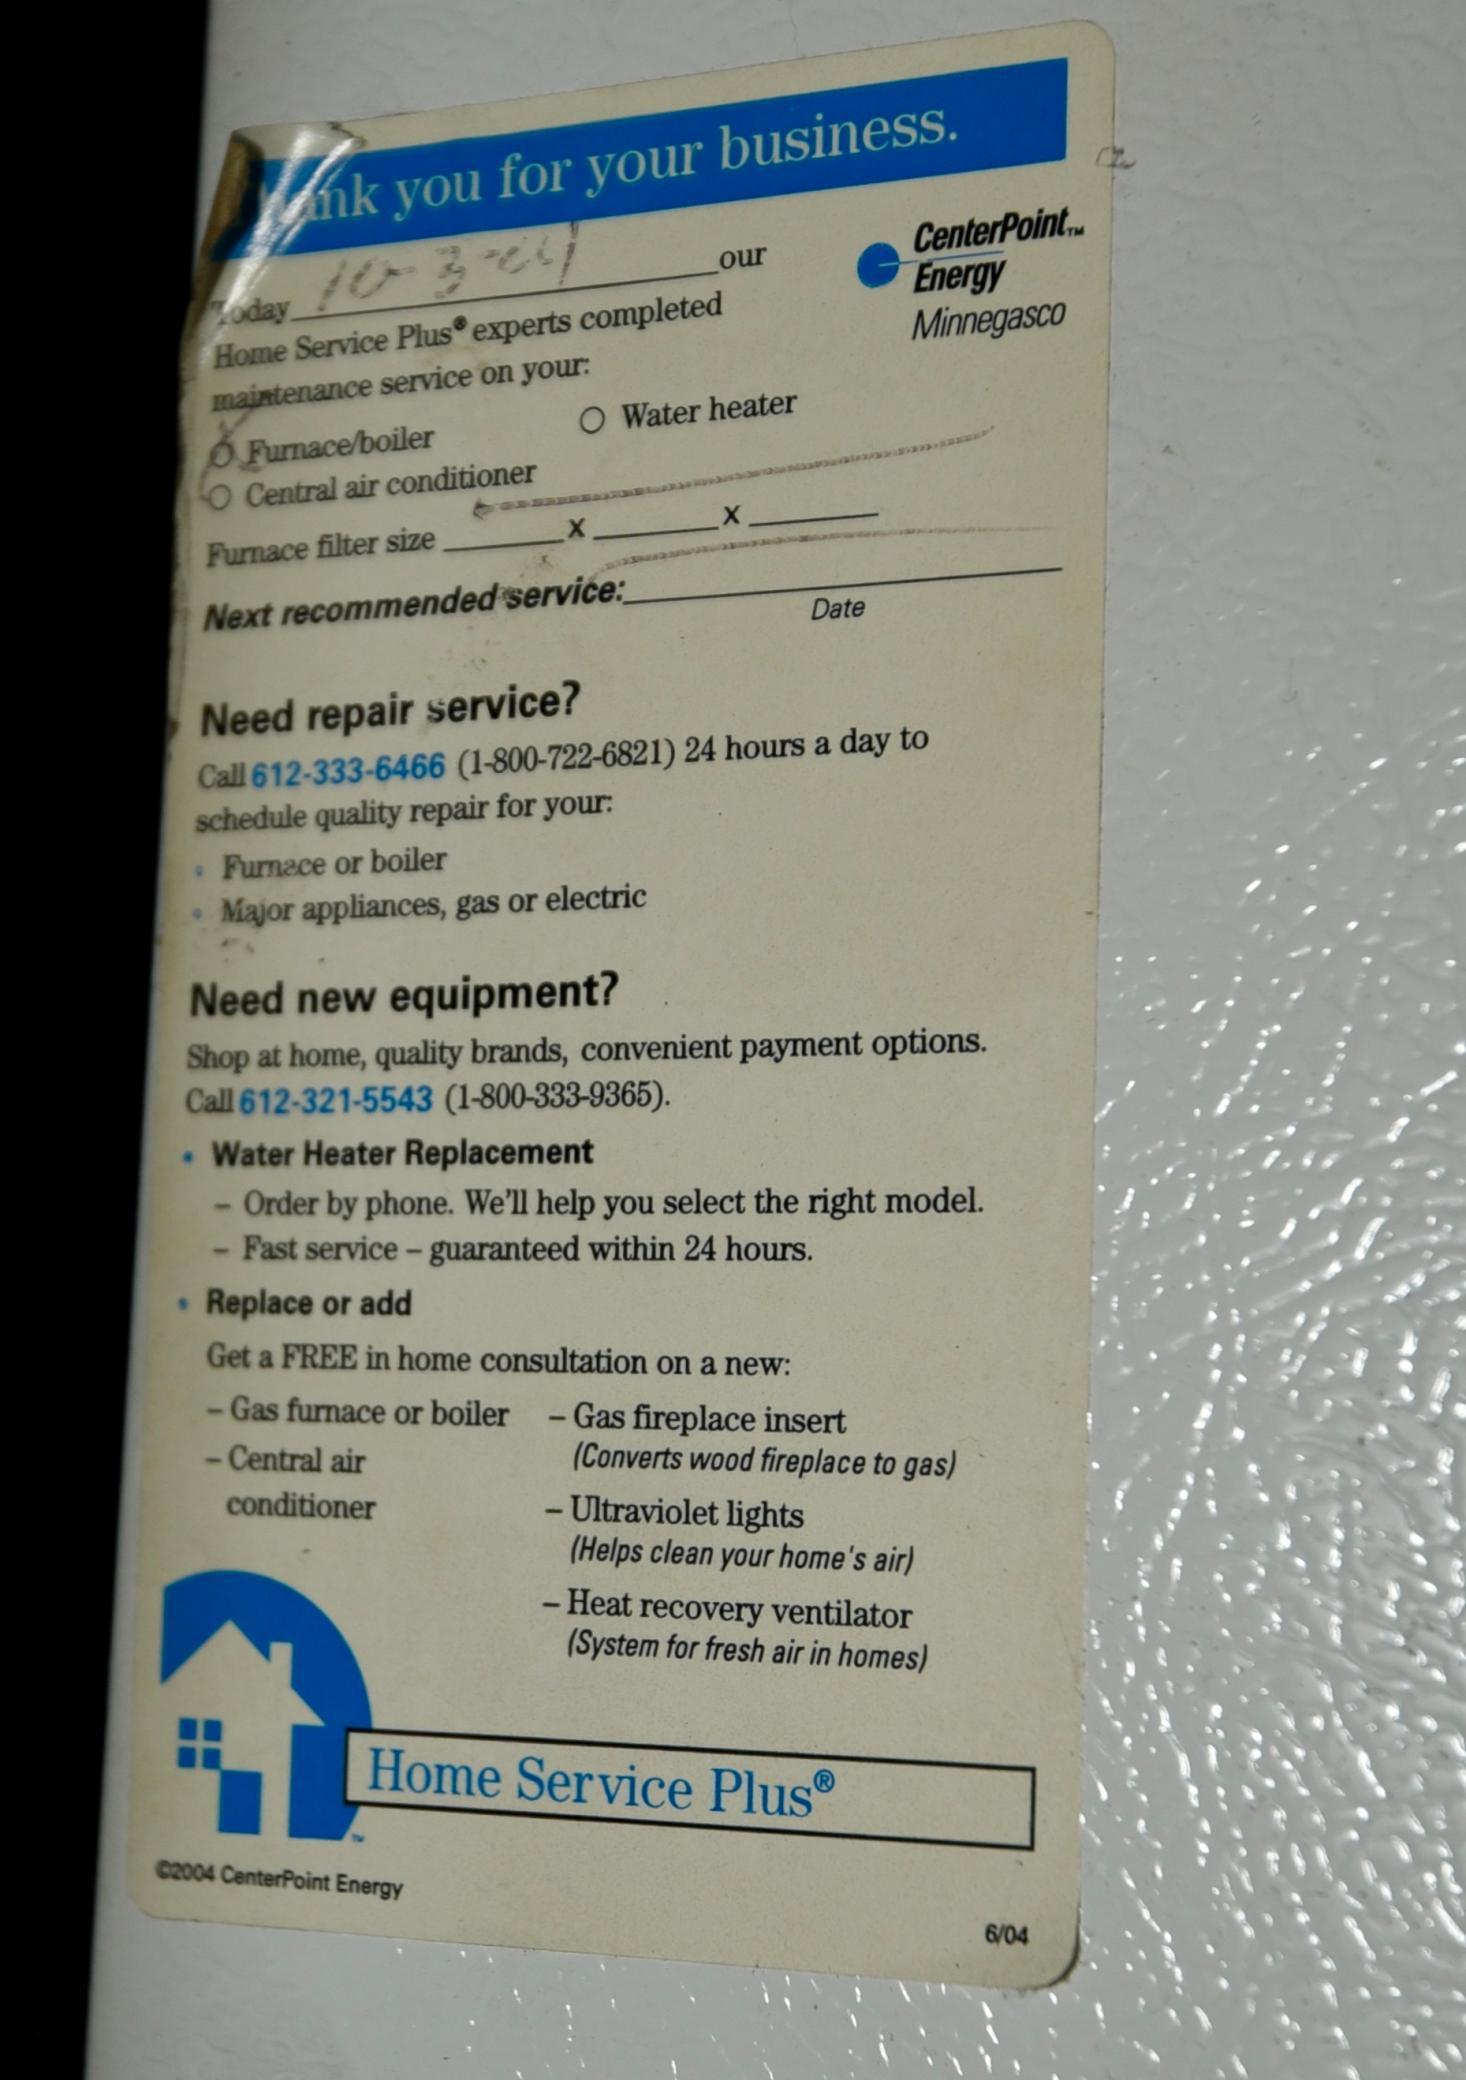 ank you for your business.
CenterPoint™
Energy
Minnegasco
Today 10-3-04 our
Home Service Plus® experts completed
maintenance service on your:
Furnace/boiler
Water heater
Central air conditioner
Furnace filter size ______x______x______
Next recommended service:
Date
Need repair service?
Call 612-333-6466 (1-800-722-6821) 24 hours a day to
schedule quality repair for your:
• Furnace or boiler
• Major appliances, gas or electric
Need new equipment?
Shop at home, quality brands, convenient payment options.
Call 612-321-5543 (1-800-333-9365).
• Water Heater Replacement
– Order by phone. We'll help you select the right model.
– Fast service – guaranteed within 24 hours.
• Replace or add
Get a FREE in home consultation on a new:
– Gas furnace or boiler
– Central air
conditioner
– Gas fireplace insert
(Converts wood fireplace to gas)
– Ultraviolet lights
(Helps clean your home's air)
– Heat recovery ventilator
(System for fresh air in homes)
Home Service Plus®
™
©2004 CenterPoint Energy
6/04